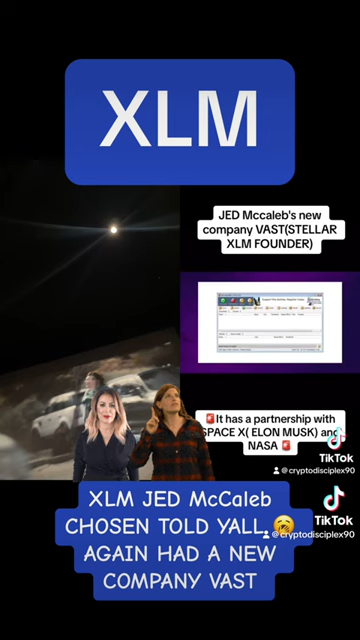 XLM
JED Mccaleb's new
company VAST(STELLAR
XLM FOUNDER)
🚨It has a partnership with
SPACE X( ELON MUSK) and
NASA 🚨
TikTok
@cryptodisciplex90
XLM JED McCaleb
CHOSEN TOLD YALL, 🥱
AGAIN HAD A NEW
COMPANY VAST
TikTok
@cryptodisciplex90